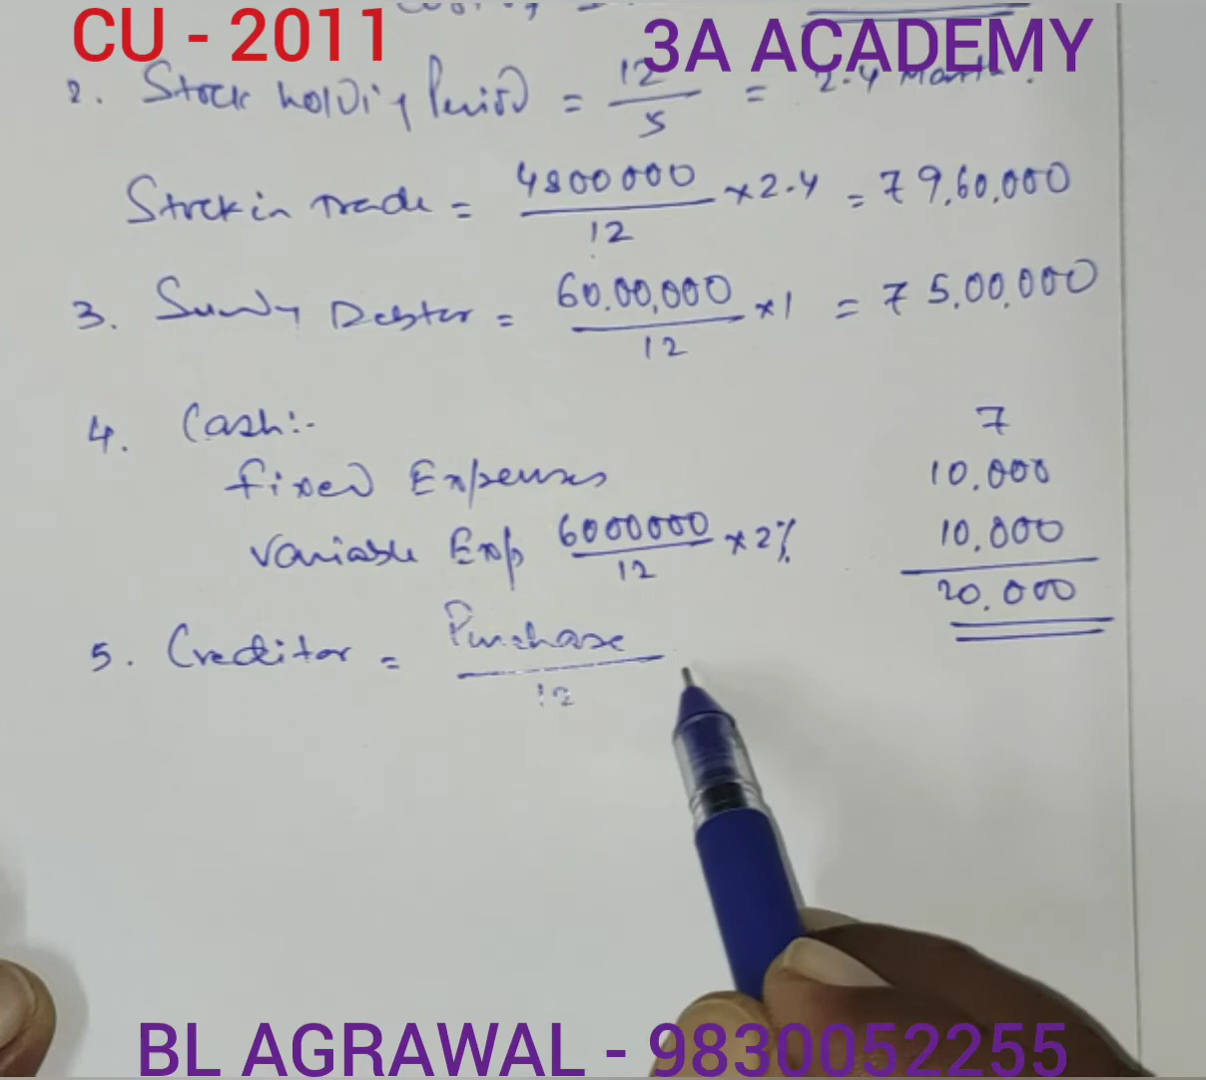 CU - 2011
3A ACADEMY
2. Stock holding Period = 12/5 = 2.4 Month.
Stock in Trade = 4800000/12 × 2.4 = ₹ 9,60,000
3. Sundry Debtor = 60,00,000/12 × 1 = ₹ 5,00,000
4. Cash:- ₹
Fixed Expenses 10,000
Variable Exp 6000000/12 × 2% 10,000
20,000
5. Creditor = Purchase/12
BL AGRAWAL - 9830052255